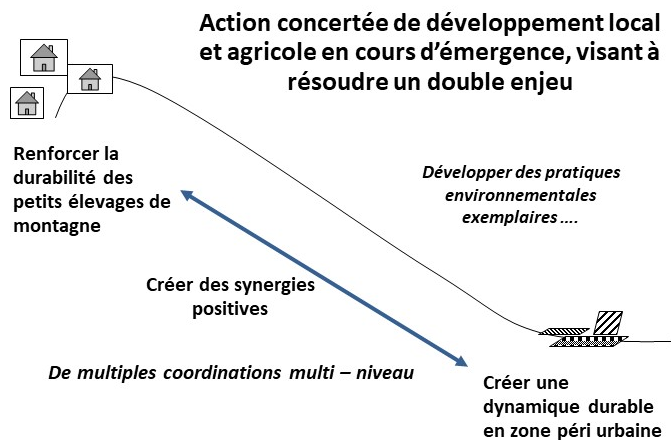 Action concertée de développement local
et agricole en cours d’émergence, visant à
résoudre un double enjeu
Renforcer la
durabilité des
petits élevages de
montagne
Développer des pratiques
environnementales
exemplaires ....
Créer des synergies
positives
De multiples coordinations multi – niveau
Créer une
dynamique durable
en zone péri urbaine